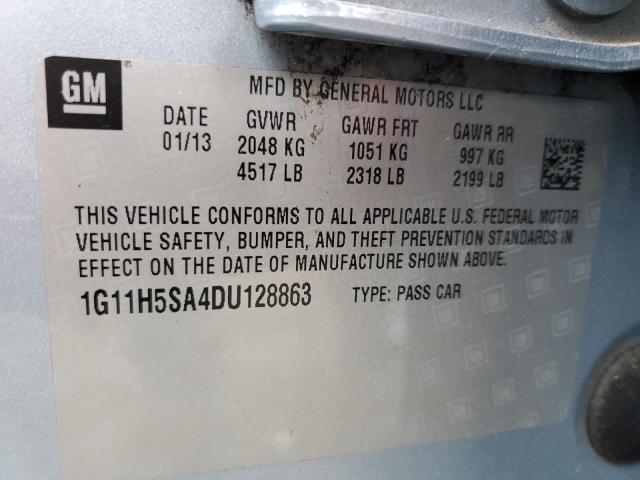 GM
MFD BY GENERAL MOTORS LLC
DATE GVWR GAWR FRT GAWR RR
01/13 2048 KG 1051 KG 997 KG
4517 LB 2318 LB 2199 LB
THIS VEHICLE CONFORMS TO ALL APPLICABLE U.S. FEDERAL MOTOR
VEHICLE SAFETY, BUMPER, AND THEFT PREVENTION STANDARDS IN
EFFECT ON THE DATE OF MANUFACTURE SHOWN ABOVE.
1G11H5SA4DU128863 TYPE: PASS CAR